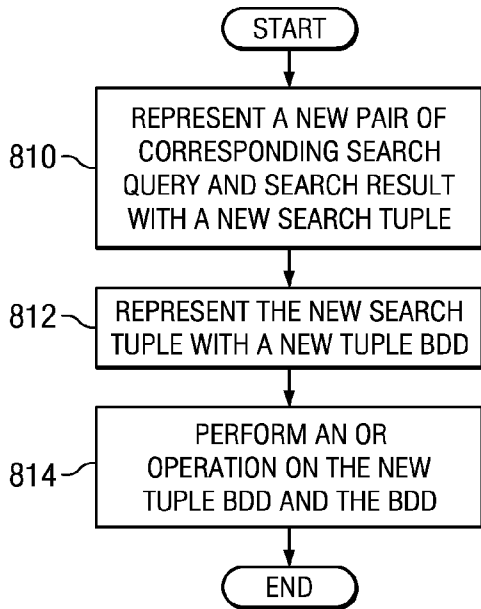 START
810
REPRESENT A NEW PAIR OF
CORRESPONDING SEARCH
QUERY AND SEARCH RESULT
WITH A NEW SEARCH TUPLE
812
REPRESENT THE NEW SEARCH
TUPLE WITH A NEW TUPLE BDD
814
PERFORM AN OR
OPERATION ON THE NEW
TUPLE BDD AND THE BDD
END